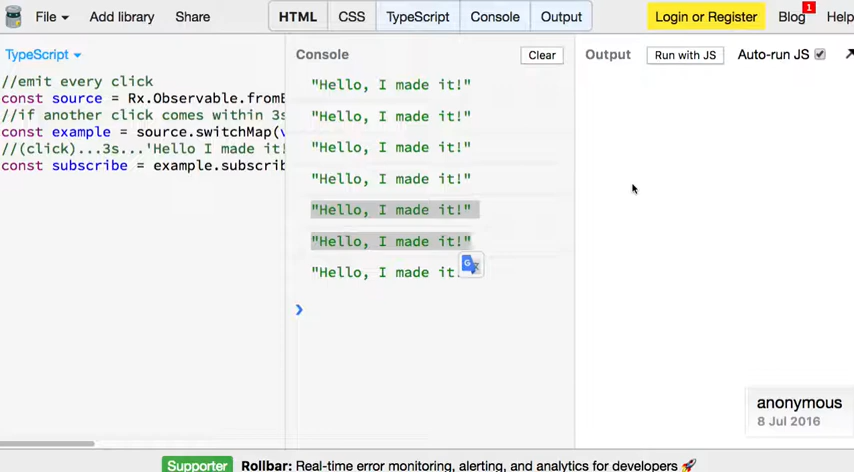 File Add library Share HTML CSS TypeScript Console Output Login or Register Blog 1 Help
TypeScript
//emit every click
const source = Rx.Observable.fromE
//if another click comes within 3s
const example = source.switchMap(v
//(click)...3s...'Hello I made it!
const subscribe = example.subscrib
Console Clear
"Hello, I made it!"
"Hello, I made it!"
"Hello, I made it!"
"Hello, I made it!"
"Hello, I made it!"
"Hello, I made it!"
"Hello, I made it!
Output Run with JS Auto-run JS
anonymous
8 Jul 2016
Supporter Rollbar: Real-time error monitoring, alerting, and analytics for developers 🚀